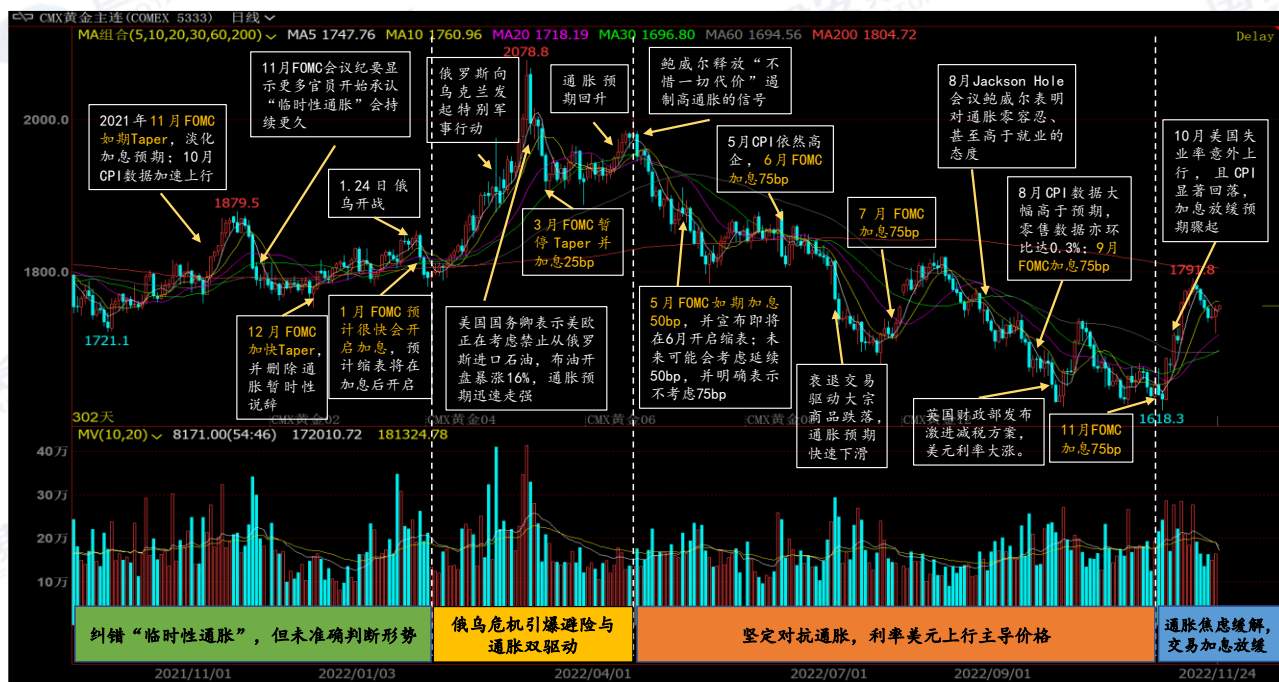 CMX黄金主连(COMEX 5333) 日线
MA组合(5,10,20,30,60,200) MA5 1747.76 MA10 1760.96 MA20 1718.19 MA30 1696.80 MA60 1694.56 MA200 1804.72
Delay
2078.8
2000.0
1800.0
1879.5
1721.1
1791.8
1618.3
2021年11月FOMC
如期Taper，淡化
加息预期；10月
CPI数据加速上行
11月FOMC会议纪要显
示更多官员开始承认
“临时性通胀”会持
续更久
12月FOMC
加快Taper，
并删除通
胀暂时性
说辞
1.24日俄
乌开战
1月FOMC预
计很快会开
启加息，预
计缩表将在
加息后开启
俄罗斯向
乌克兰发
起特别军
事行动
美国国务卿表示美欧
正在考虑禁止从俄罗
斯进口石油，布油开
盘暴涨16%，通胀预
期迅速走强
3月FOMC暂
停Taper并
加息25bp
通胀预
期回升
鲍威尔释放“不
惜一切代价”遏
制高通胀的信号
5月FOMC如期加息
50bp，并宣布即将
在6月开启缩表；未
来可能会考虑延续
50bp，并明确表示
不考虑75bp
5月CPI依然高
企，6月FOMC
加息75bp
衰退交易
驱动大宗
商品跌落，
通胀预期
快速下滑
7月FOMC
加息75bp
8月Jackson Hole
会议鲍威尔表明
对通胀零容忍、
甚至高于就业的
态度
8月CPI数据大
幅高于预期，
零售数据亦环
比达0.3%；9月
FOMC加息75bp
英国财政部发布
激进减税方案，
美元利率大涨。
11月FOMC
加息75bp
10月美国失
业率意外上
行，且CPI
显著回落，
加息放缓预
期骤起
302天
CMX黄金02
CMX黄金04
CMX黄金06
MV(10,20) 8171.00(54:46) 172010.72 181324.78
40万
30万
20万
10万
纠错“临时性通胀”，但未准确判断形势
俄乌危机引爆避险与
通胀双驱动
坚定对抗通胀，利率美元上行主导价格
通胀焦虑缓解，
交易加息放缓
2021/11/01
2022/01/03
2022/04/01
2022/07/01
2022/09/01
2022/11/24